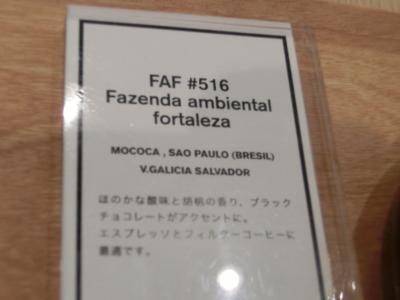 FAF #516
Fazenda ambiental
fortaleza
MOCOCA , SAO PAULO (BRESIL)
V.GALICIA SALVADOR
ほのかな酸味と胡桃の香り、ブラック
チョコレートがアクセントに。
エスプレッソとフィルターコーヒーに
最適です。